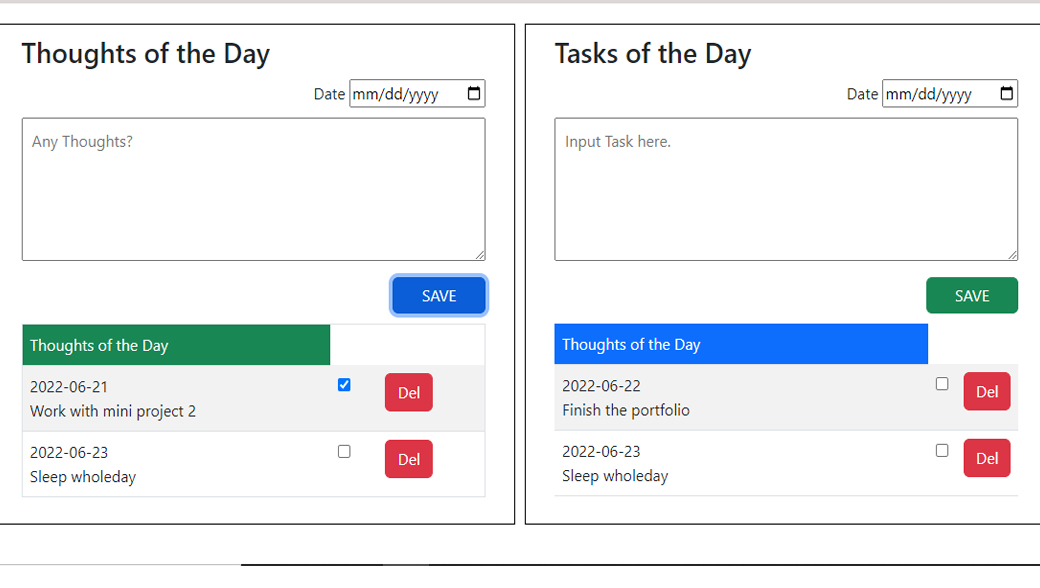 Thoughts of the Day
Date mm/dd/yyyy
Any Thoughts?
SAVE
Thoughts of the Day
2022-06-21
Work with mini project 2
Del
2022-06-23
Sleep wholeday
Del
Tasks of the Day
Date mm/dd/yyyy
Input Task here.
SAVE
Thoughts of the Day
2022-06-22
Finish the portfolio
Del
2022-06-23
Sleep wholeday
Del